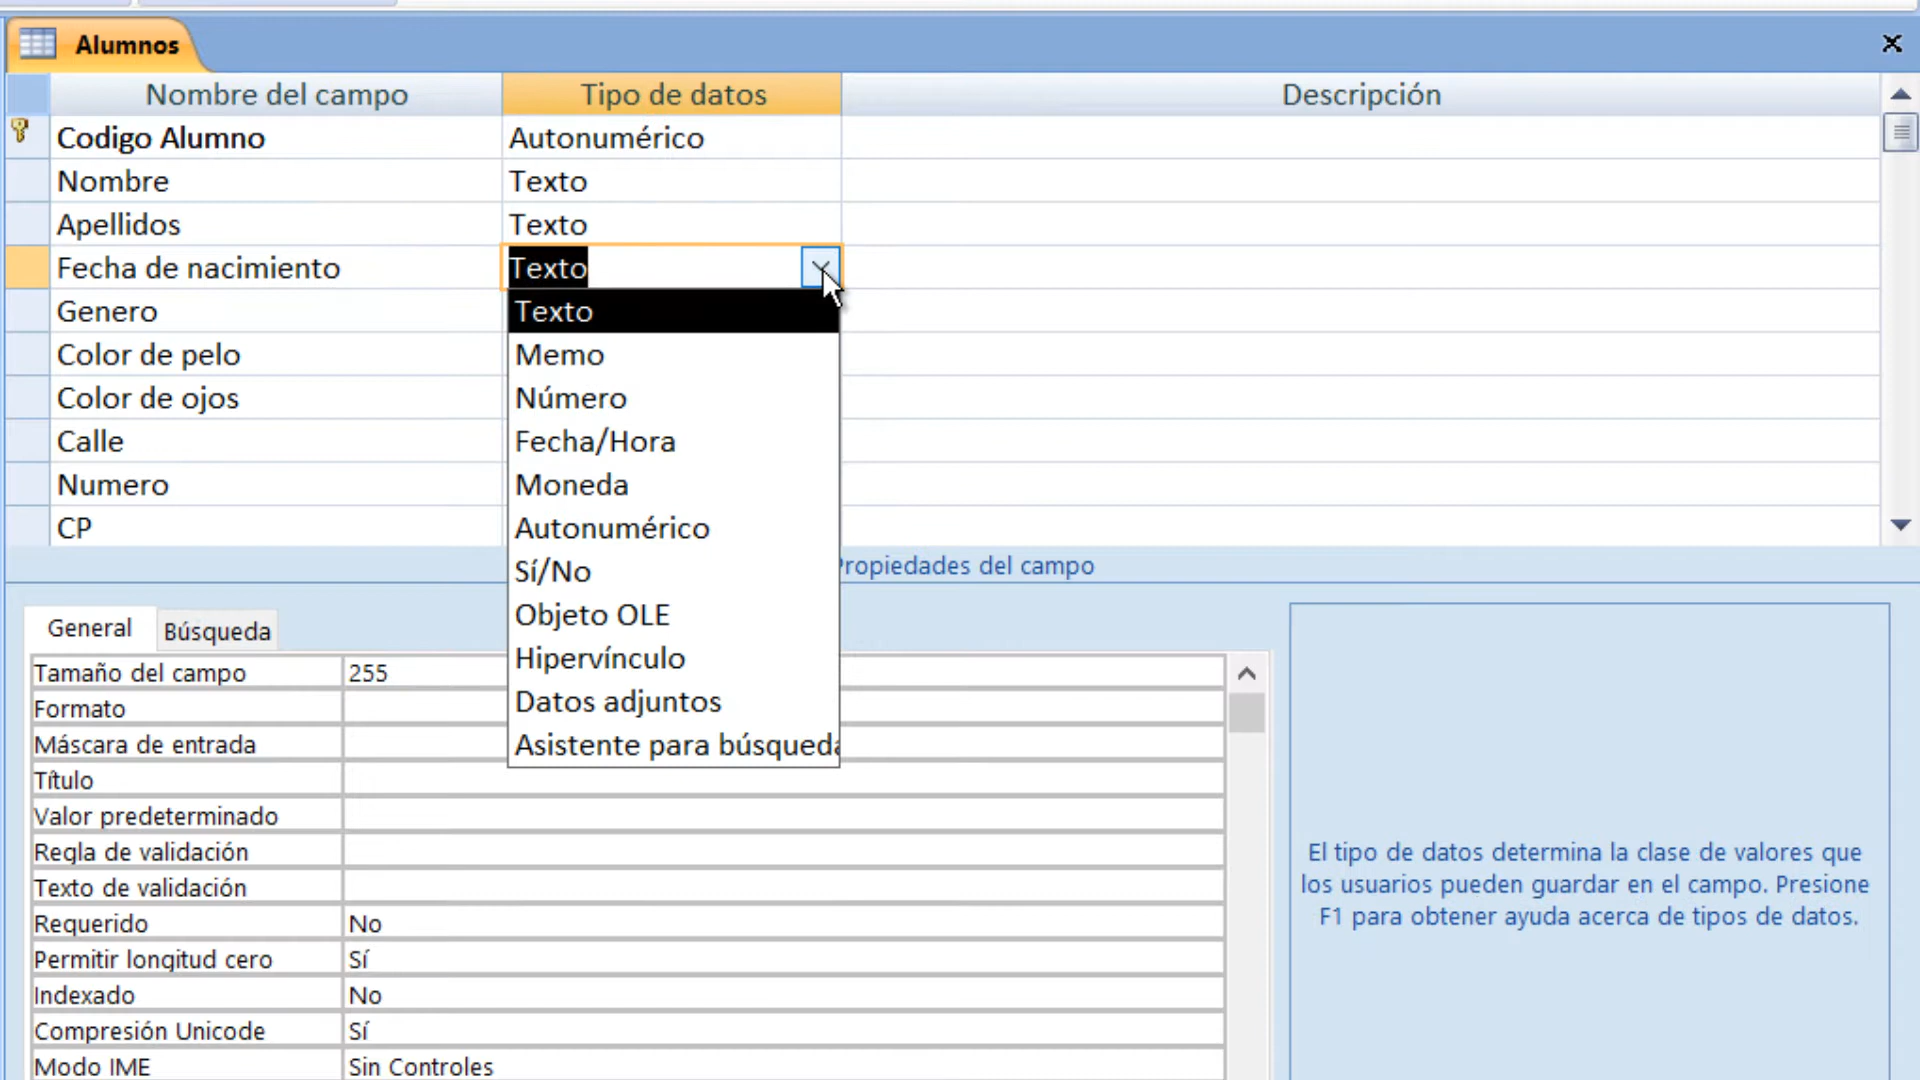 Alumnos
Nombre del campo Tipo de datos Descripción
Codigo Alumno Autonumérico
Nombre Texto
Apellidos Texto
Fecha de nacimiento Texto
Genero Texto
Color de pelo Memo
Color de ojos Número
Calle Fecha/Hora
Numero Moneda
CP Autonumérico
Propiedades del campo
Sí/No
Objeto OLE
Hipervínculo
Datos adjuntos
Asistente para búsqueda
General Búsqueda
Tamaño del campo 255
Formato
Máscara de entrada
Título
Valor predeterminado
Regla de validación
Texto de validación
Requerido No
Permitir longitud cero Sí
Indexado No
Compresión Unicode Sí
Modo IME Sin Controles
El tipo de datos determina la clase de valores que
los usuarios pueden guardar en el campo. Presione
F1 para obtener ayuda acerca de tipos de datos.